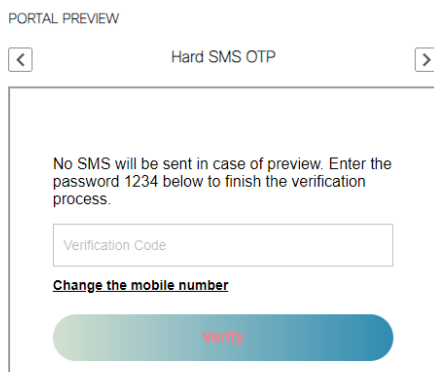 PORTAL PREVIEW
Hard SMS OTP
No SMS will be sent in case of preview. Enter the
password 1234 below to finish the verification
process.
Verification Code
Change the mobile number
Verify